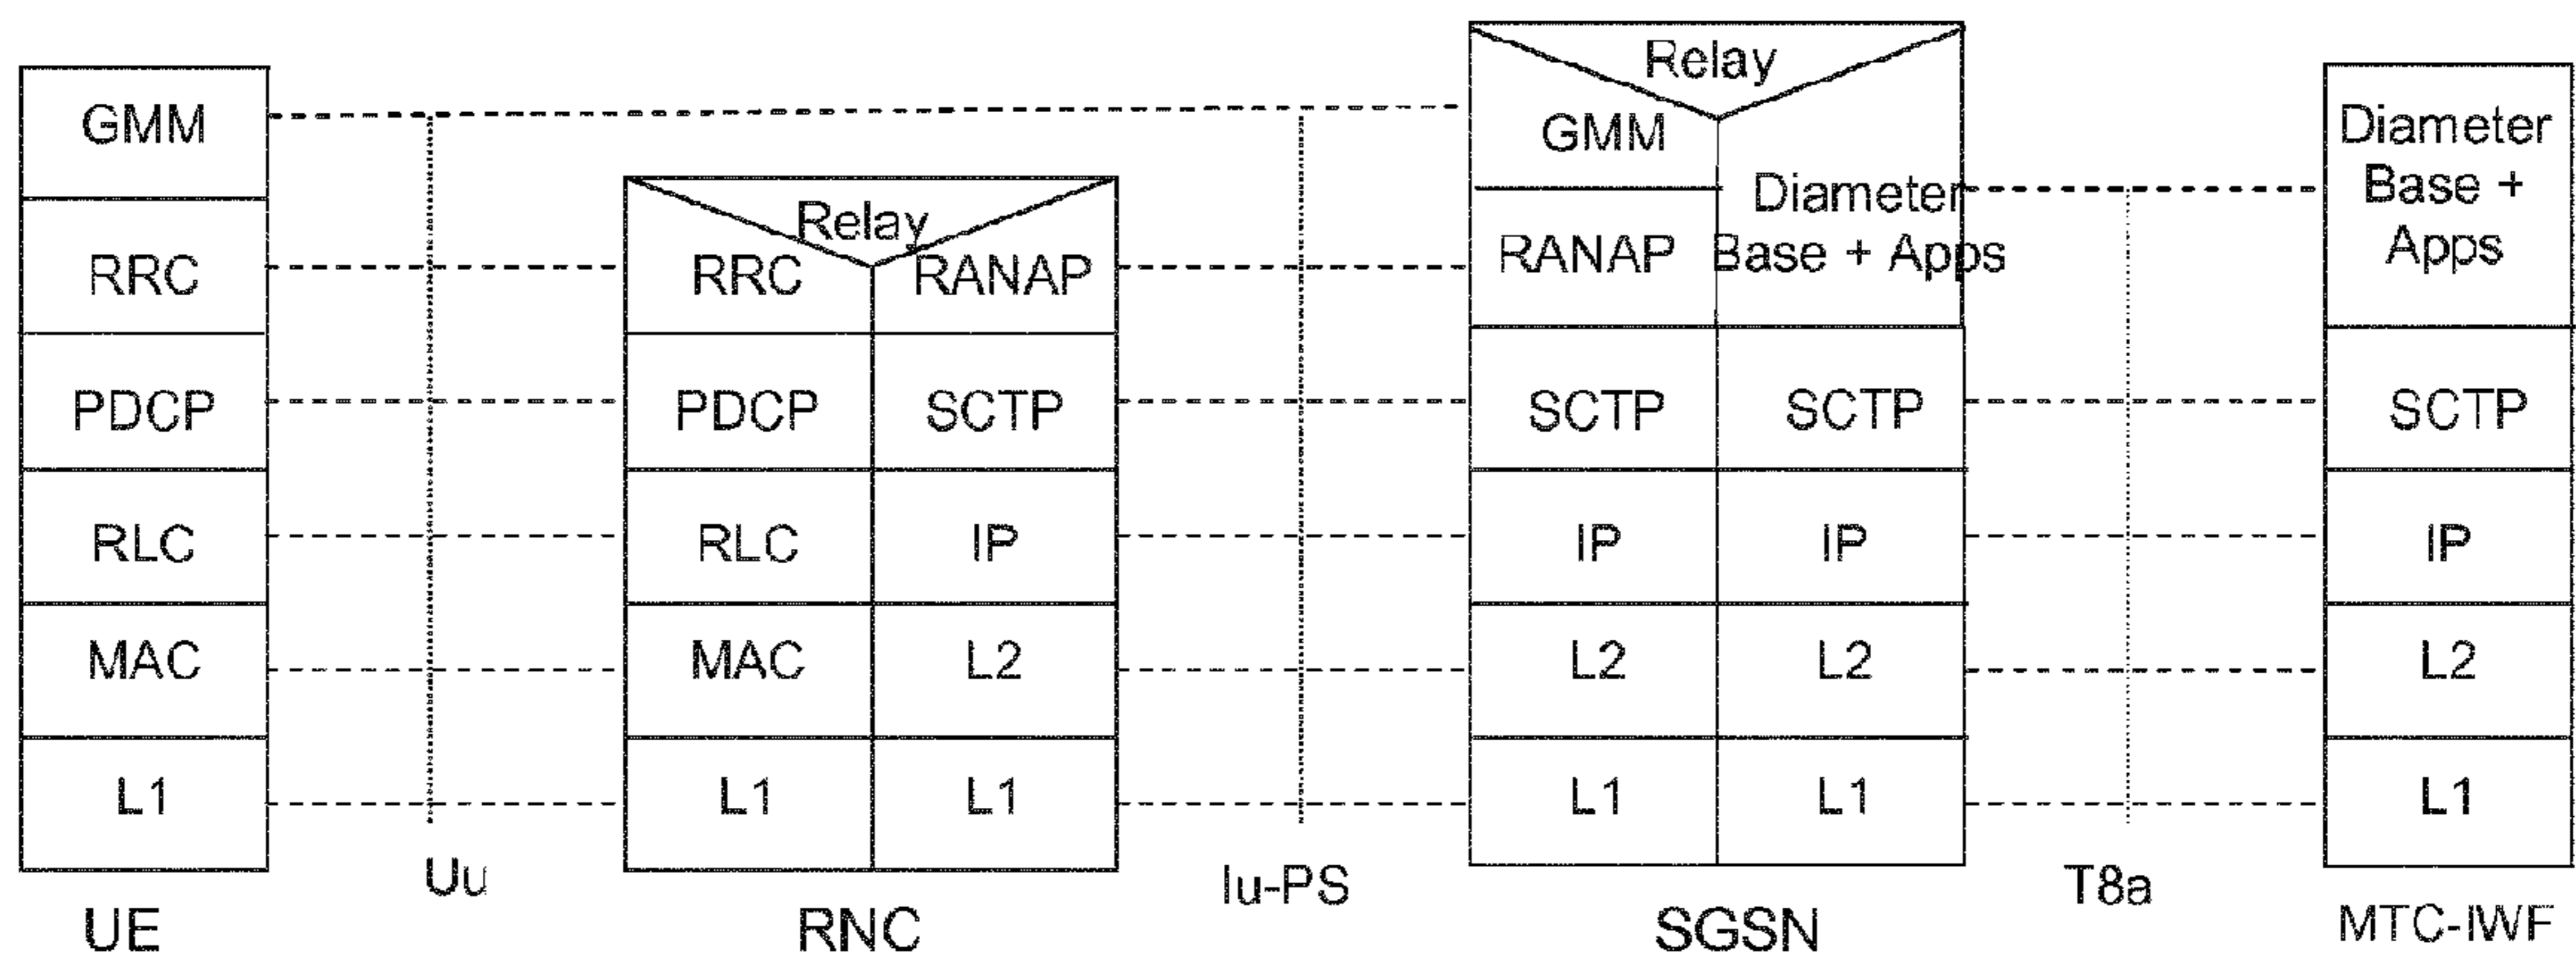 GMM
RRC
PDCP
RLC
MAC
L1
UE
Uu
Relay
RRC
RANAP
PDCP
SCTP
RLC
IP
MAC
L2
L1
L1
RNC
Iu-PS
Relay
GMM
RANAP
Diameter
Base + Apps
SCTP
SCTP
IP
IP
L2
L2
L1
L1
SGSN
T8a
Diameter
Base +
Apps
SCTP
IP
L2
L1
MTC-IWF